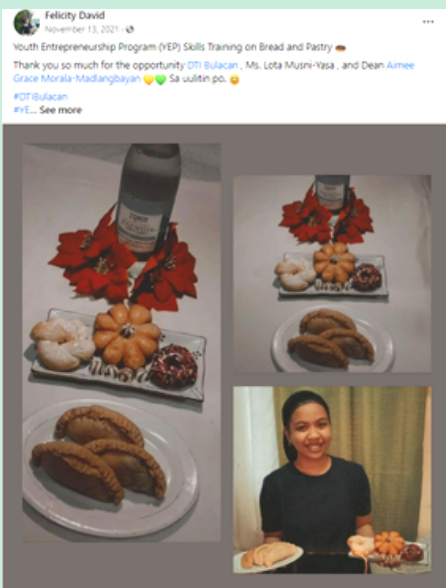 Felicity David
November 13, 2021
Youth Entrepreneurship Program (YEP) Skills Training on Bread and Pastry
Thank you so much for the opportunity DTI Bulacan , Ms. Lota Musni-Yasa , and Dean Aimee
Grace Morala-Madlangbayan 💛💚 Sa uulitin po. 😊
#DTIBulacan
#YE... See more